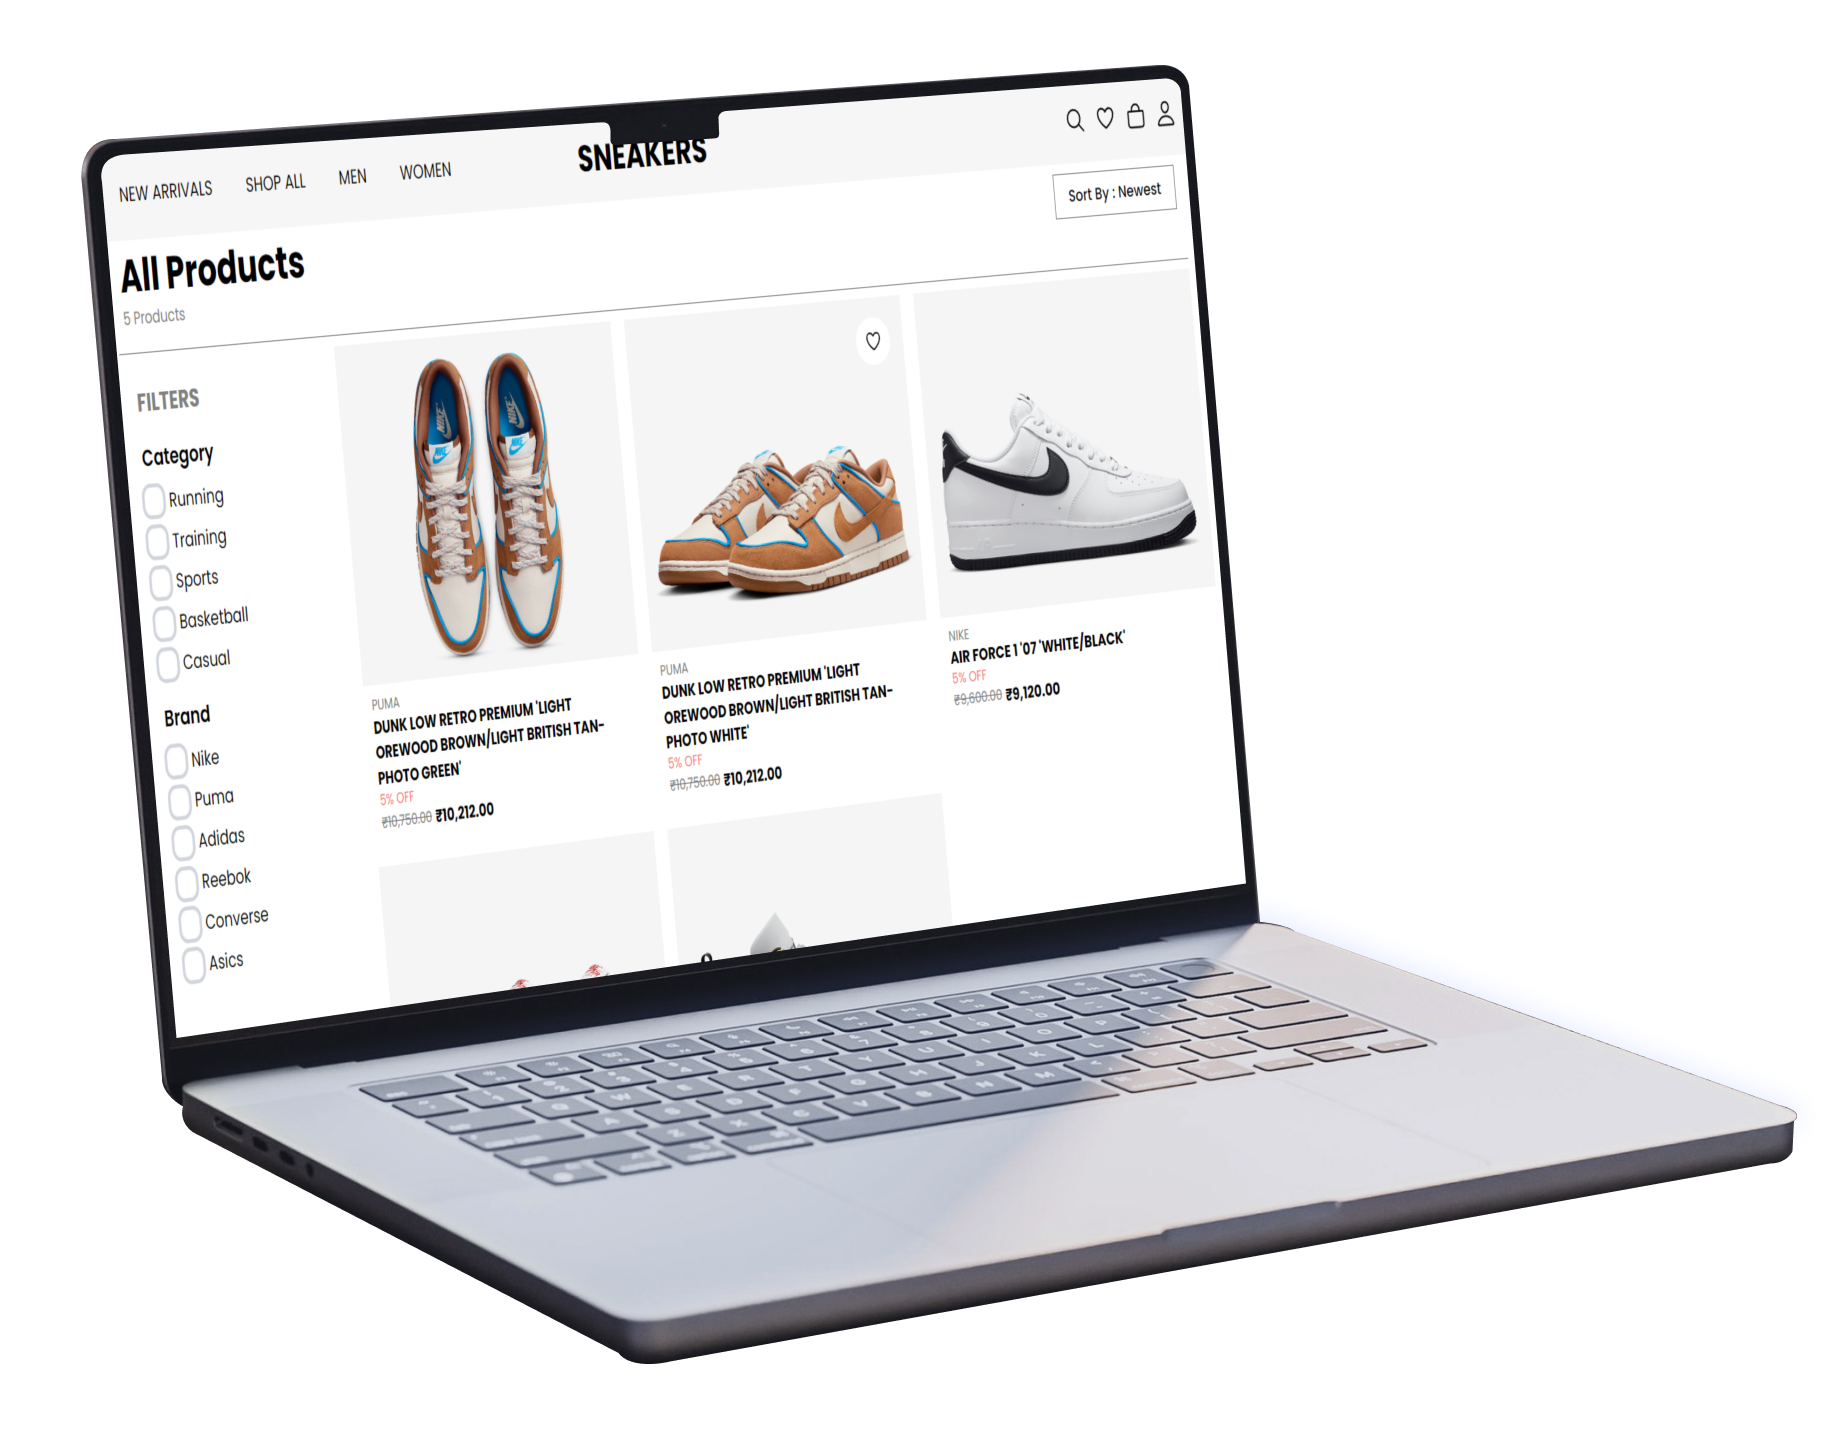 NEW ARRIVALS SHOP ALL MEN WOMEN
SNEAKERS
Sort By : Newest
All Products
5 Products
FILTERS
Category
Running
Training
Sports
Basketball
Casual
Brand
Nike
Puma
Adidas
Reebok
Converse
Asics
NIKE
NIKE
NIKE
NIKE
PUMA
DUNK LOW RETRO PREMIUM 'LIGHT
OREWOOD BROWN/LIGHT BRITISH TAN-
PHOTO GREEN'
5% OFF
₹10,750.00 ₹10,212.00
PUMA
DUNK LOW RETRO PREMIUM 'LIGHT
OREWOOD BROWN/LIGHT BRITISH TAN-
PHOTO WHITE'
5% OFF
₹10,750.00 ₹10,212.00
NIKE
AIR FORCE 1 '07 'WHITE/BLACK'
5% OFF
₹9,600.00 ₹9,120.00